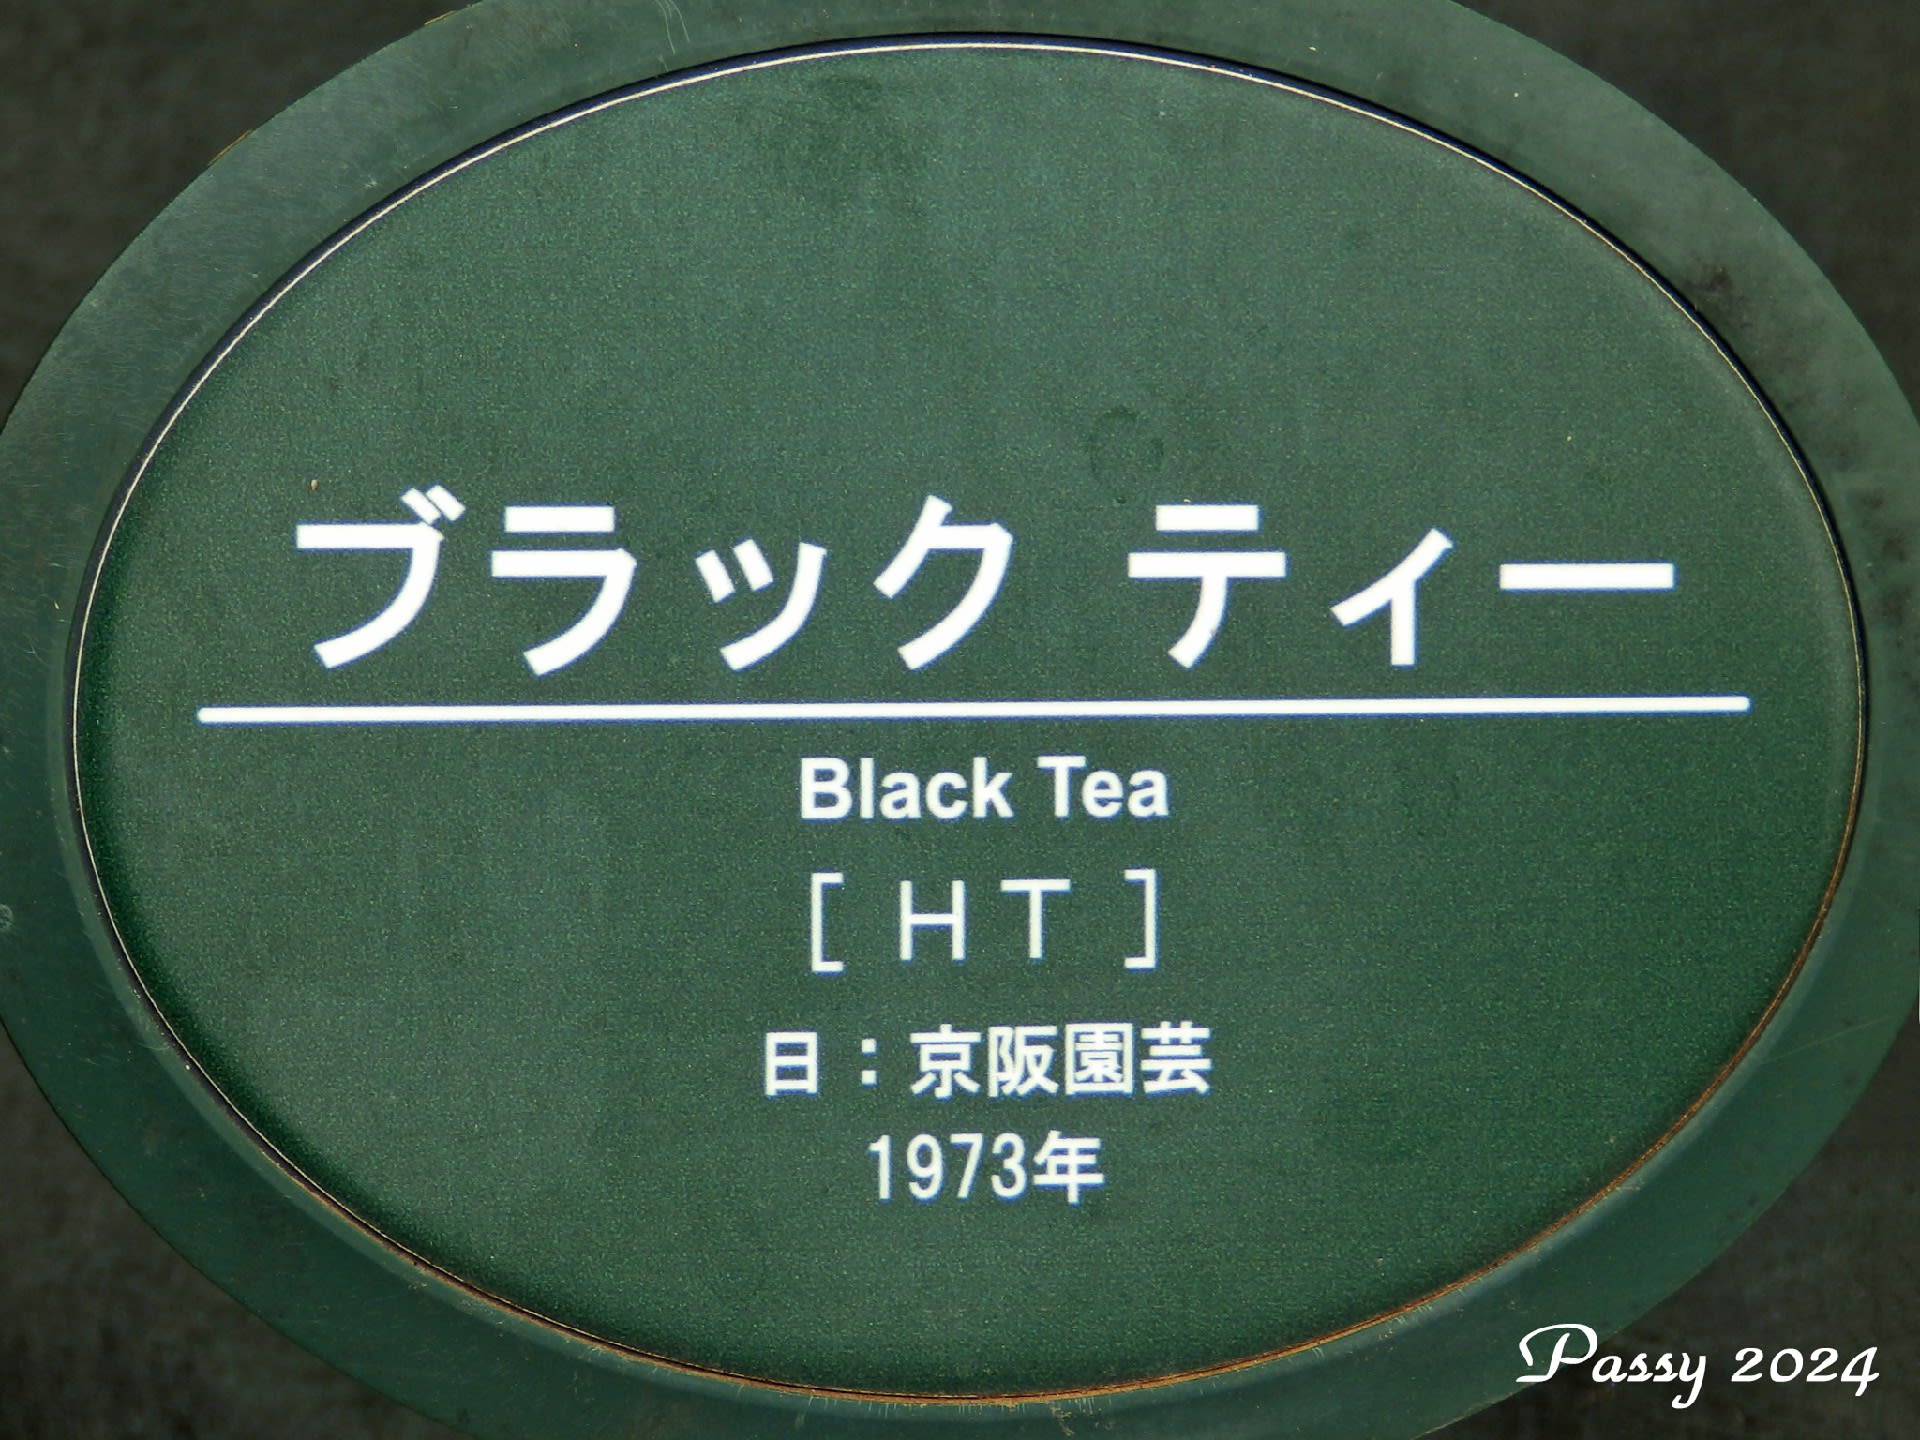 ブラック ティー
Black Tea
［ＨＴ］
日：京阪園芸
1973年
Passy 2024